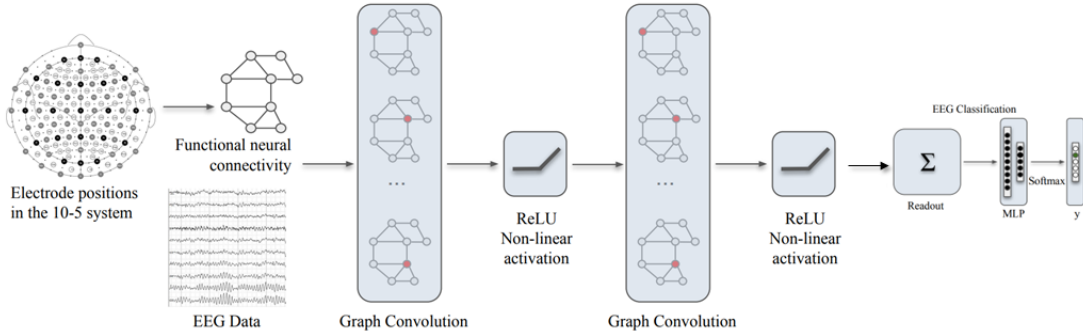 Electrode positions
in the 10-5 system
Functional neural
connectivity
EEG Data
...
Graph Convolution
ReLU
Non-linear
activation
...
Graph Convolution
ReLU
Non-linear
activation
Σ
Readout
EEG Classification
MLP
Softmax
y